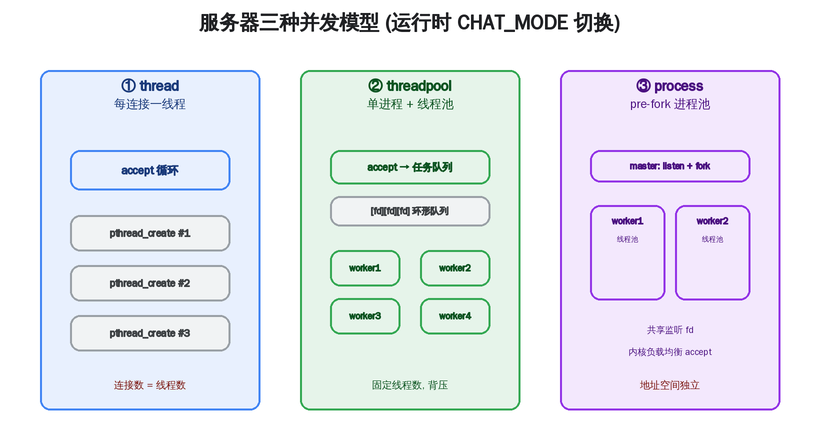 服务器三种并发模型 (运行时 CHAT_MODE 切换)
① thread
每连接一线程
accept 循环
pthread_create #1
pthread_create #2
pthread_create #3
连接数 = 线程数
② threadpool
单进程 + 线程池
accept → 任务队列
[fd][fd][fd] 环形队列
worker1
worker2
worker3
worker4
固定线程数, 背压
③ process
pre-fork 进程池
master: listen + fork
worker1
线程池
worker2
线程池
共享监听 fd
内核负载均衡 accept
地址空间独立